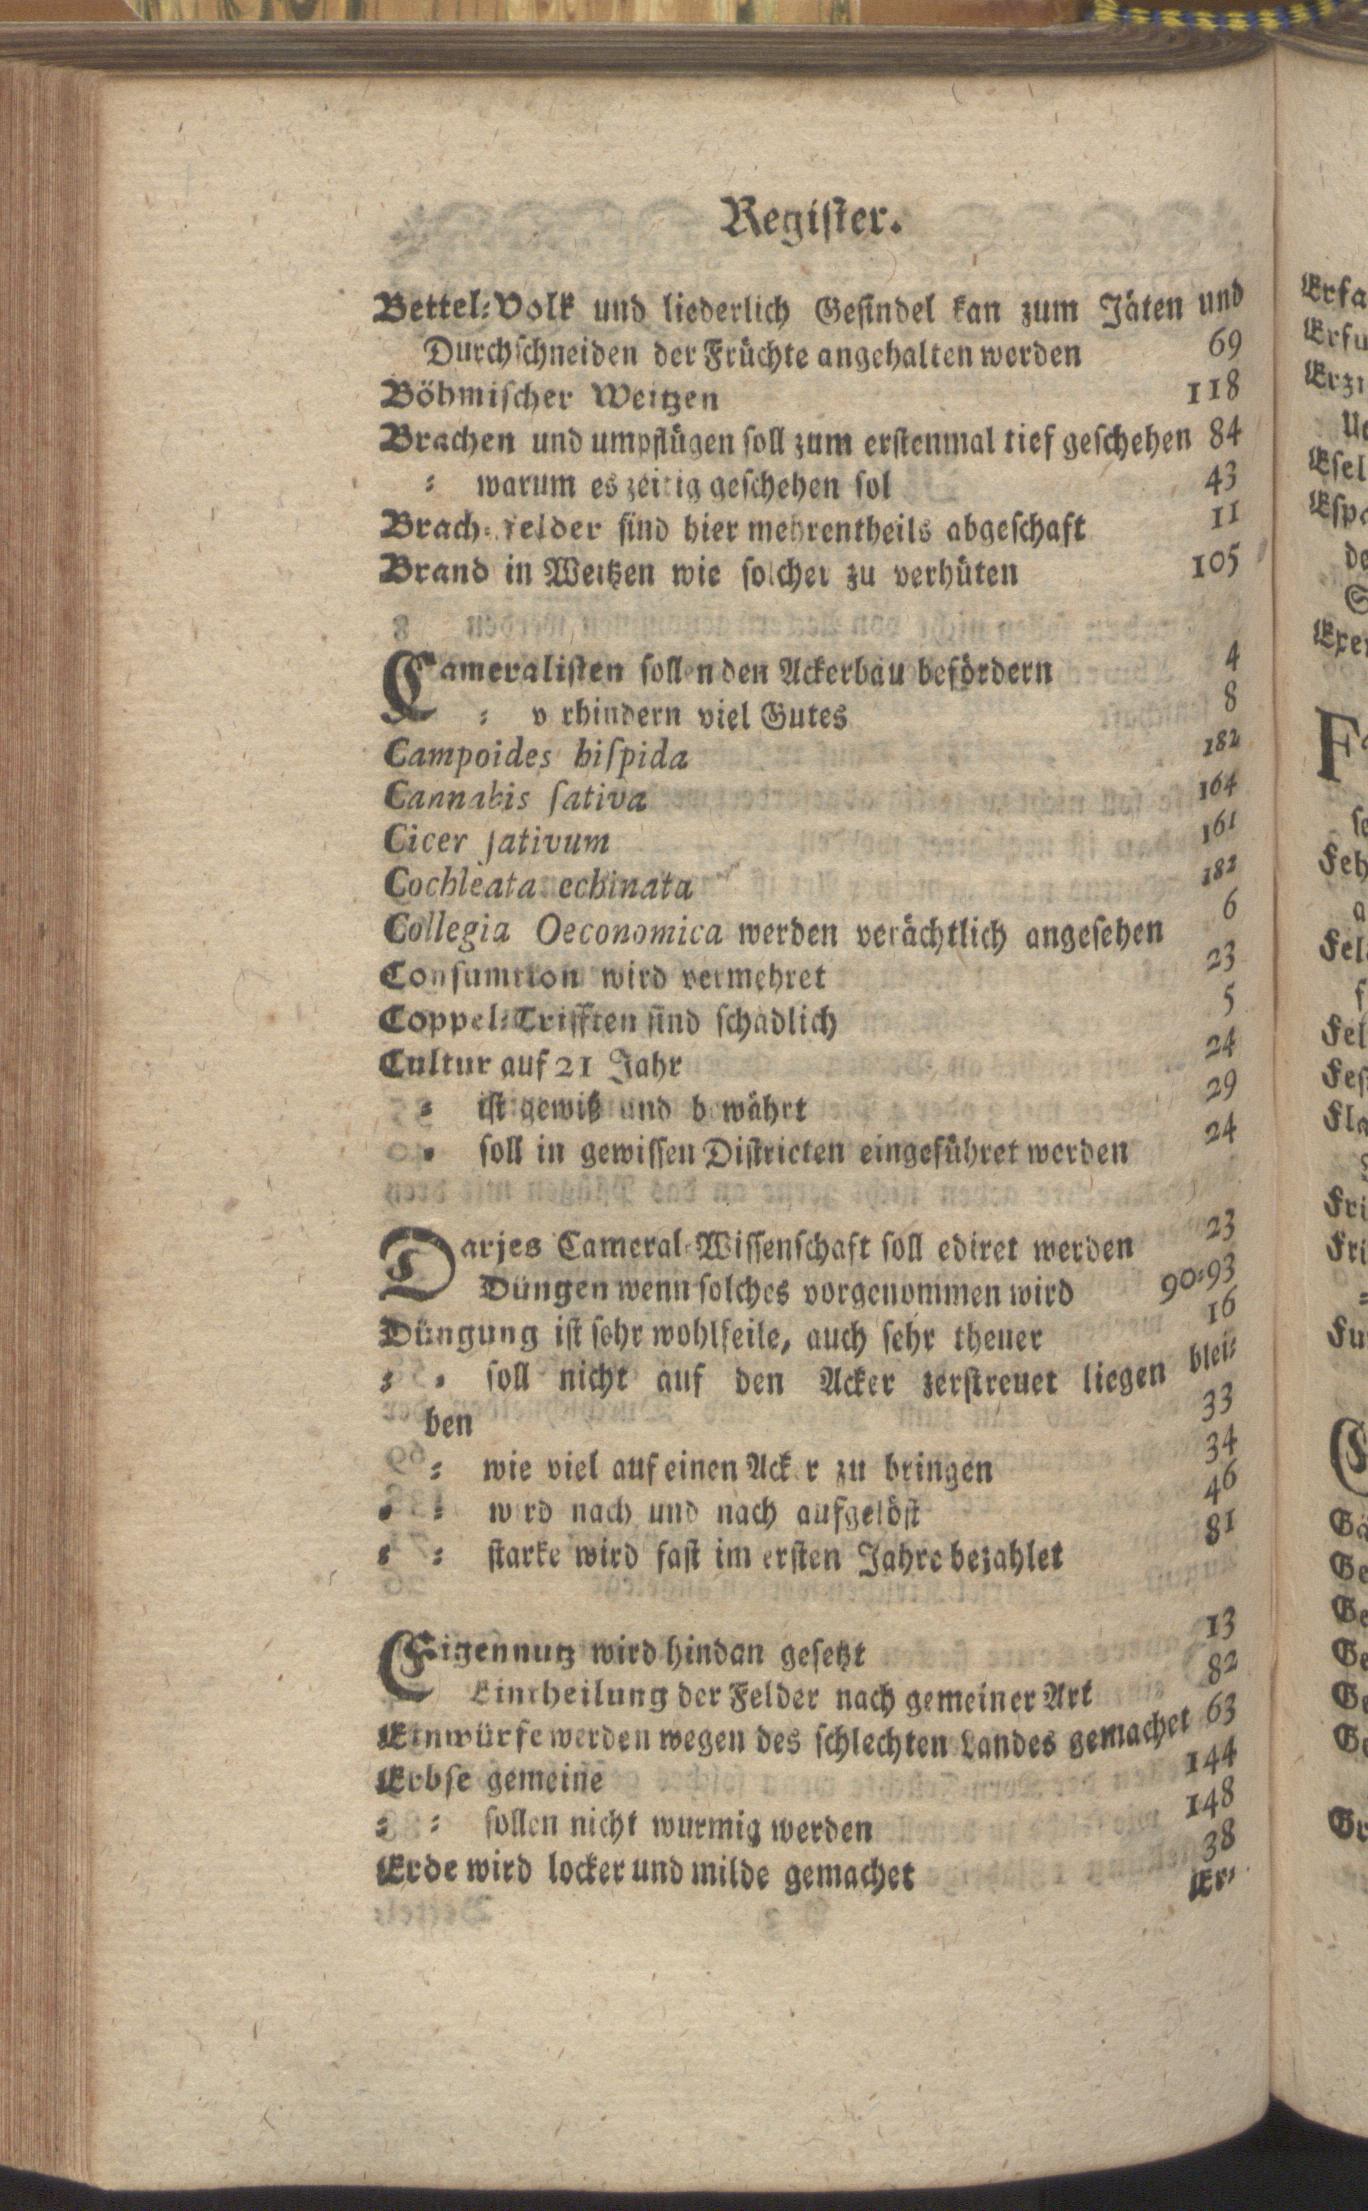 Register.
Bettel⸗Volk und liederlich Gesindel kan zum Jäten und
Durchschneiden der Früchte angehalten werden 69
Böhmischer Weitzen 118
Brachen und umpflügen soll zum erstenmal tief geschehen 84
⸗ warum es zeitig geschehen sol 43
Brach⸗Felder sind hier mehrentheils abgeschaft 11
Brand in Weitzen wie solcher zu verhüten 105
Cameralisten sollen den Ackerbau befördern 4
⸗ v rhindern viel Gutes 8
Campoides hispida 182
Cannabis sativa 164
Cicer sativum 161
Cochleata echinata 182
Collegia Oeconomica werden verächtlich angesehen 6
Consumtion wird vermehret 23
Coppel⸗Trifften sind schädlich 5
Cultur auf 21 Jahr 24
⸗ ist gewiß und b währt 29
⸗ soll in gewissen Districten eingeführet werden 24
Darjes Cameral⸗Wissenschaft soll ediret werden 23
Düngen wenn solches vorgenommen wird 90⸗93
Düngung ist sehr wohlfeile, auch sehr theuer 16
⸗ ⸗ soll nicht auf den Acker zerstreuet liegen blei⸗
ben 33
⸗ wie viel auf einen Ack r zu bringen 34
⸗ ⸗ w rd nach und nach aufgelöst 46
⸗ ⸗ starke wird fast im ersten Jahre bezahlet 81
Eigennutz wird hindan gesetzt 13
Eintheilung der Felder nach gemeiner Art 82
Einwürfe werden wegen des schlechten Landes gemachet 63
Erbse gemeine 144
⸗ ⸗ sollen nicht wurmig werden 148
Erde wird locker und milde gemachet 38
Er⸗